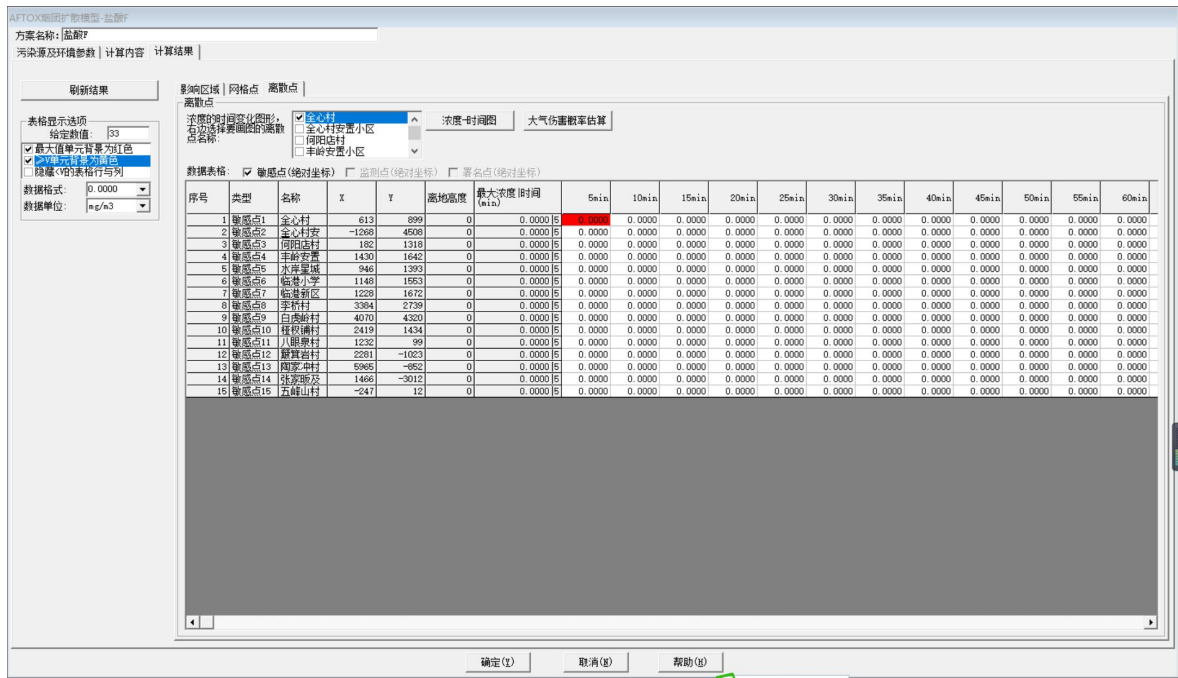 AFTOX烟团扩散模型-盐酸F
方案名称: 盐酸F
污染源及环境参数 计算内容 计算结果
刷新结果
表格显示选项
给定数值: 33
最大值单元背景为红色
≥V单元背景为黄色
隐藏<V的表格行与列
数据格式: 0.0000
数据单位: mg/m3
影响区域 网格点 离散点
离散点
浓度的时间变化图形,
右边选择要画图的离散
点名称:
全心村
全心村安置小区
何阳店村
丰岭安置小区
浓度-时间图 大气伤害概率估算
数据表格: 敏感点(绝对坐标) 监测点(绝对坐标) 署名点(绝对坐标)
序号 类型 名称 X Y 离地高度 最大浓度|时间(min) 5min 10min 15min 20min 25min 30min 35min 40min 45min 50min 55min 60min
1 敏感点1 全心村 613 899 0 0.0000|5 0.0000 0.0000 0.0000 0.0000 0.0000 0.0000 0.0000 0.0000 0.0000 0.0000 0.0000 0.0000
2 敏感点2 全心村安 -1268 4508 0 0.0000|5 0.0000 0.0000 0.0000 0.0000 0.0000 0.0000 0.0000 0.0000 0.0000 0.0000 0.0000 0.0000
3 敏感点3 何阳店村 182 1318 0 0.0000|5 0.0000 0.0000 0.0000 0.0000 0.0000 0.0000 0.0000 0.0000 0.0000 0.0000 0.0000 0.0000
4 敏感点4 丰岭安置 1430 1642 0 0.0000|5 0.0000 0.0000 0.0000 0.0000 0.0000 0.0000 0.0000 0.0000 0.0000 0.0000 0.0000 0.0000
5 敏感点5 水岸星城 946 1393 0 0.0000|5 0.0000 0.0000 0.0000 0.0000 0.0000 0.0000 0.0000 0.0000 0.0000 0.0000 0.0000 0.0000
6 敏感点6 临港小学 1148 1553 0 0.0000|5 0.0000 0.0000 0.0000 0.0000 0.0000 0.0000 0.0000 0.0000 0.0000 0.0000 0.0000 0.0000
7 敏感点7 临港新区 1228 1672 0 0.0000|5 0.0000 0.0000 0.0000 0.0000 0.0000 0.0000 0.0000 0.0000 0.0000 0.0000 0.0000 0.0000
8 敏感点8 李桥村 3384 2739 0 0.0000|5 0.0000 0.0000 0.0000 0.0000 0.0000 0.0000 0.0000 0.0000 0.0000 0.0000 0.0000 0.0000
9 敏感点9 白虎岭村 4070 4320 0 0.0000|5 0.0000 0.0000 0.0000 0.0000 0.0000 0.0000 0.0000 0.0000 0.0000 0.0000 0.0000 0.0000
10 敏感点10 桎杈铺村 2419 1434 0 0.0000|5 0.0000 0.0000 0.0000 0.0000 0.0000 0.0000 0.0000 0.0000 0.0000 0.0000 0.0000 0.0000
11 敏感点11 八眼泉村 1232 99 0 0.0000|5 0.0000 0.0000 0.0000 0.0000 0.0000 0.0000 0.0000 0.0000 0.0000 0.0000 0.0000 0.0000
12 敏感点12 簸箕岩村 2281 -1023 0 0.0000|5 0.0000 0.0000 0.0000 0.0000 0.0000 0.0000 0.0000 0.0000 0.0000 0.0000 0.0000 0.0000
13 敏感点13 陶家冲村 5965 -852 0 0.0000|5 0.0000 0.0000 0.0000 0.0000 0.0000 0.0000 0.0000 0.0000 0.0000 0.0000 0.0000 0.0000
14 敏感点14 张家畈及 1466 -3012 0 0.0000|5 0.0000 0.0000 0.0000 0.0000 0.0000 0.0000 0.0000 0.0000 0.0000 0.0000 0.0000 0.0000
15 敏感点15 五峰山村 -247 12 0 0.0000|5 0.0000 0.0000 0.0000 0.0000 0.0000 0.0000 0.0000 0.0000 0.0000 0.0000 0.0000 0.0000
确定(Y) 取消(N) 帮助(H)